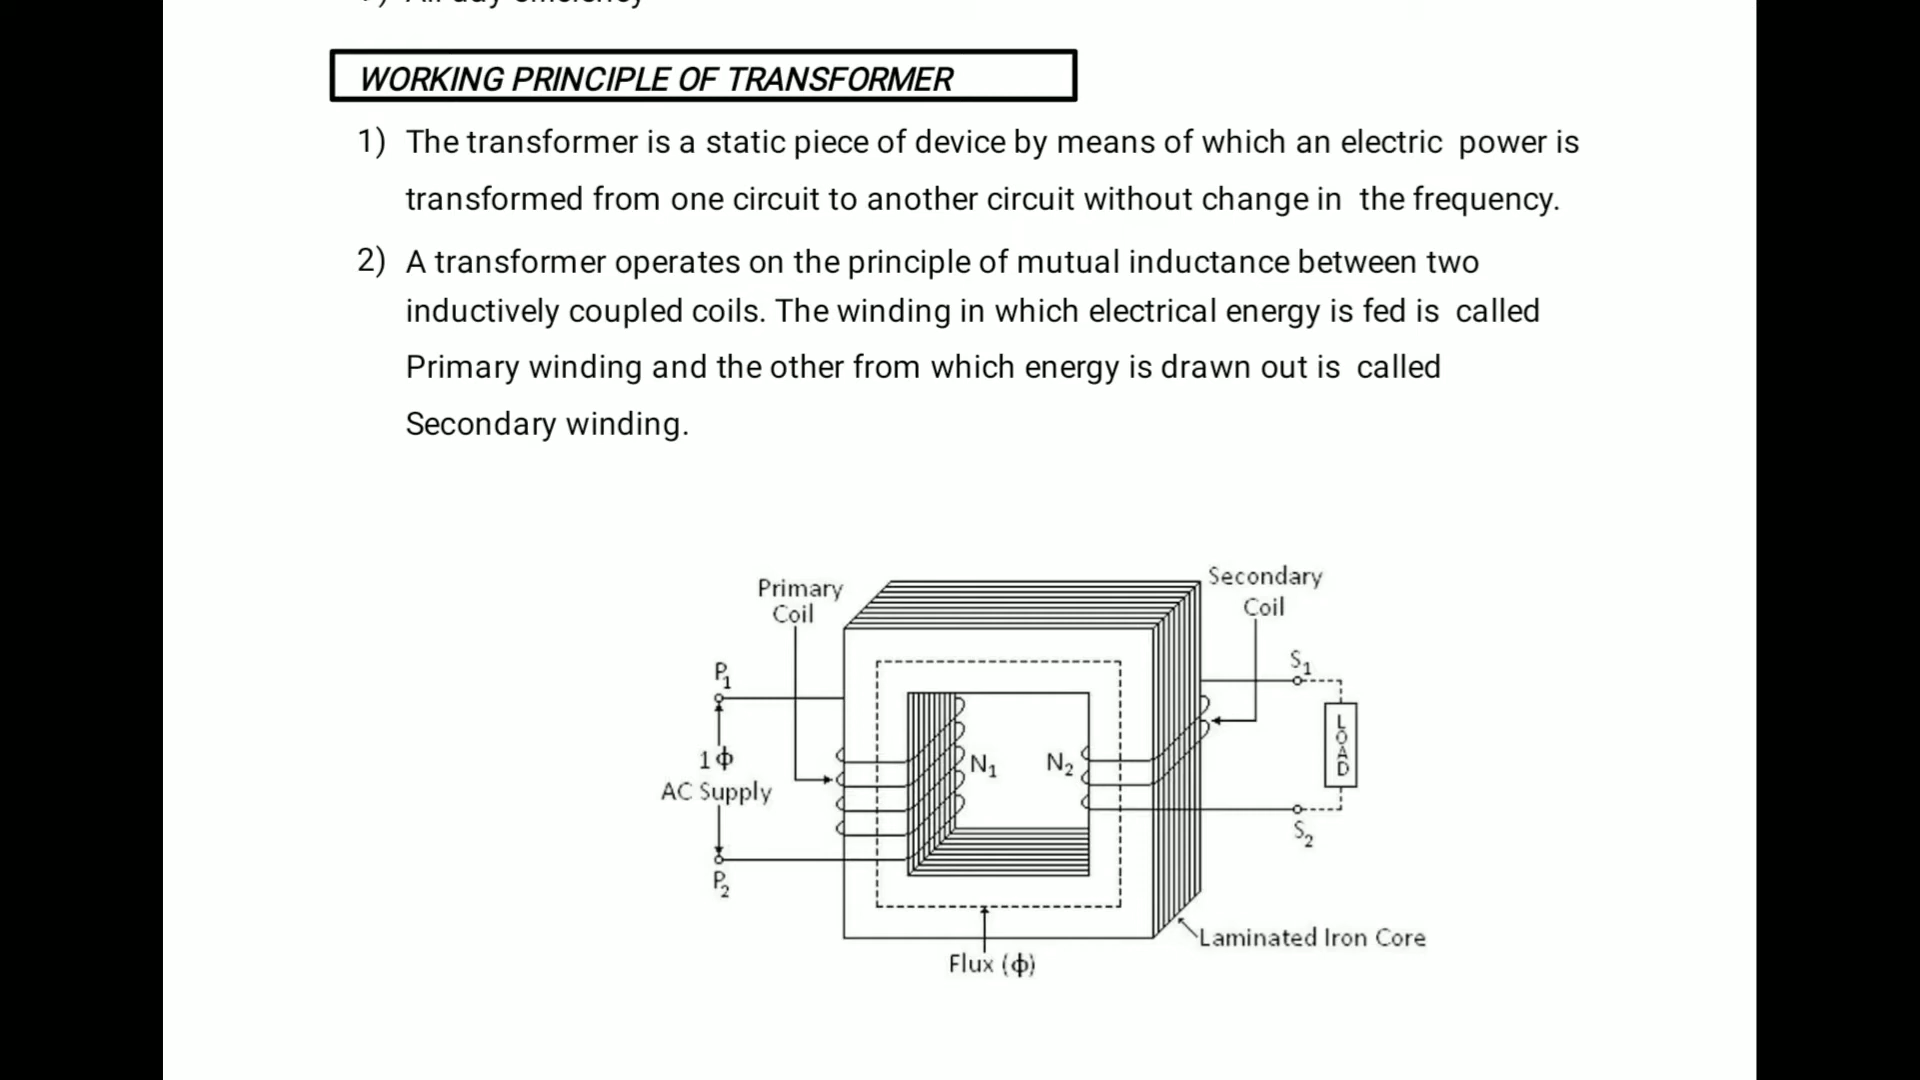 All day efficiency
WORKING PRINCIPLE OF TRANSFORMER
1) The transformer is a static piece of device by means of which an electric power is
transformed from one circuit to another circuit without change in the frequency.
2) A transformer operates on the principle of mutual inductance between two
inductively coupled coils. The winding in which electrical energy is fed is called
Primary winding and the other from which energy is drawn out is called
Secondary winding.
Primary
Coil
Secondary
Coil
P₁
S₁
1ϕ
AC Supply
N₁
N₂
LOAD
P₂
S₂
Laminated Iron Core
Flux (ϕ)